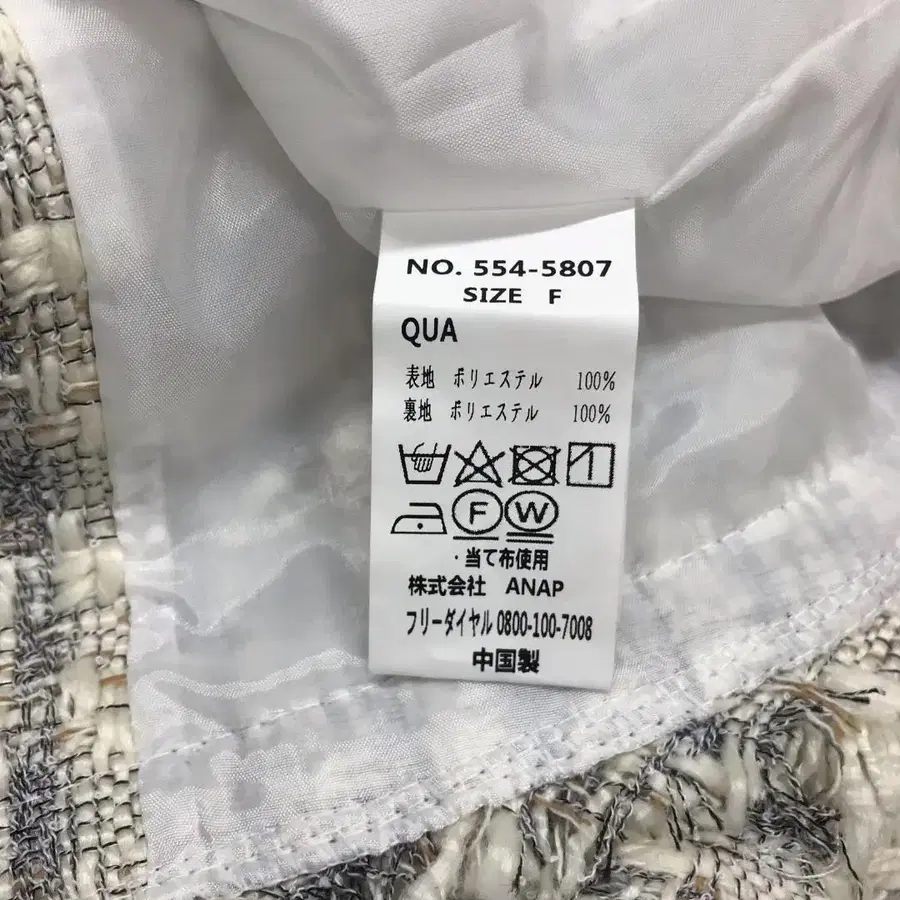 NO. 554-5807
SIZE F
QUA
表地 ポリエステル 100%
裏地 ポリエステル 100%
F W
・当て布使用
株式会社 ANAP
フリーダイヤル 0800-100-7008
中国製